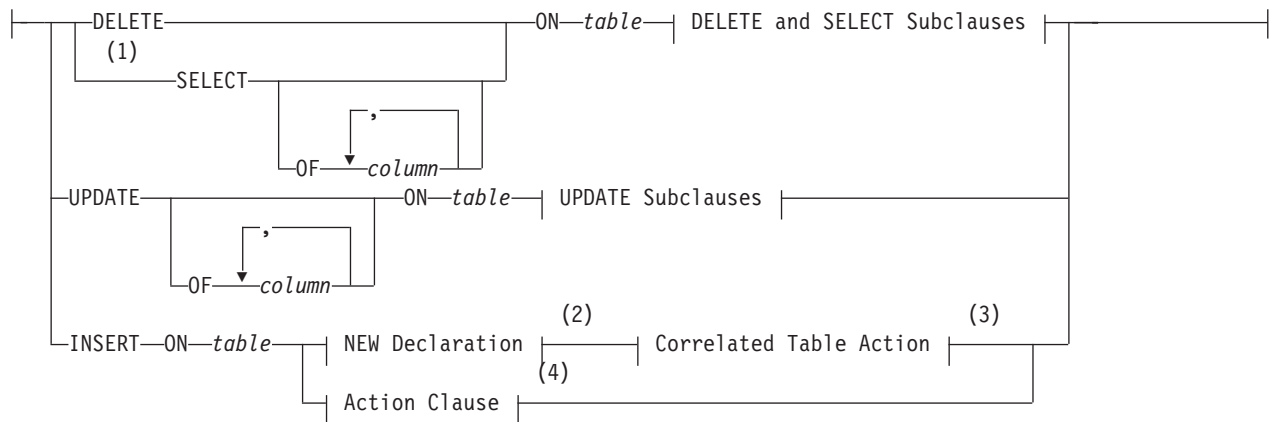 DELETE ON table DELETE and SELECT Subclauses
(1)
SELECT
,
OF column
UPDATE ON table UPDATE Subclauses
,
OF column
(2) (3)
INSERT ON table NEW Declaration Correlated Table Action
(4)
Action Clause